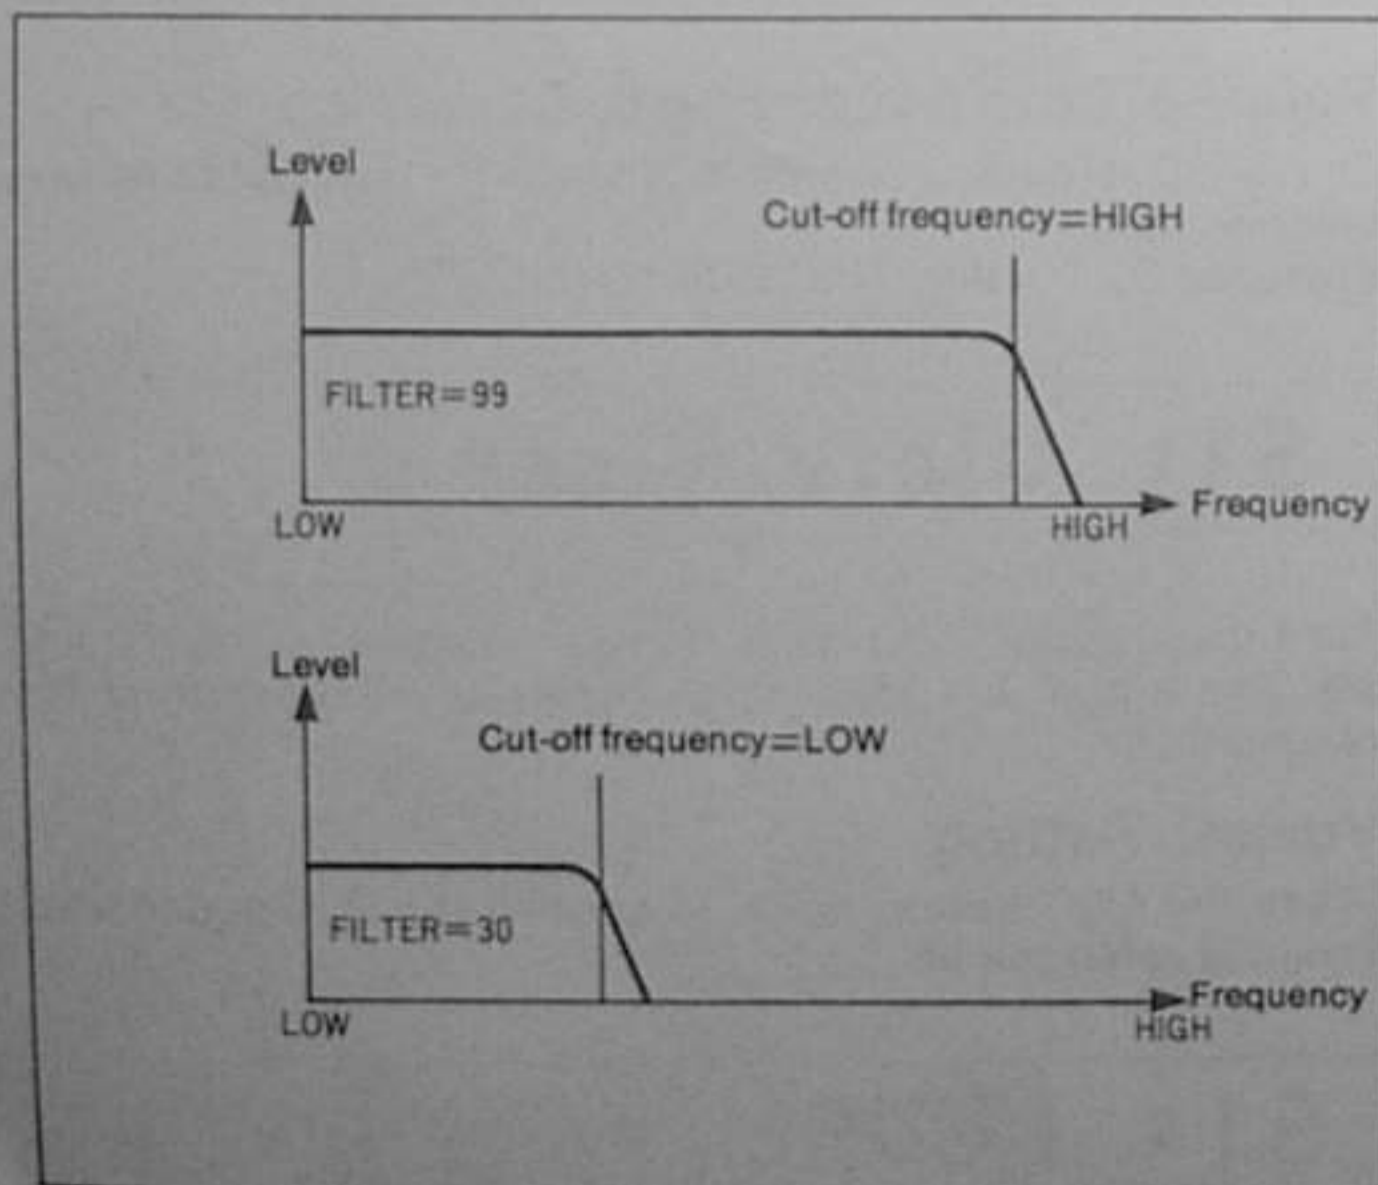 Level
Cut-off frequency=HIGH
FILTER=99
LOW
HIGH
Frequency
Level
Cut-off frequency=LOW
FILTER=30
LOW
Frequency
HIGH